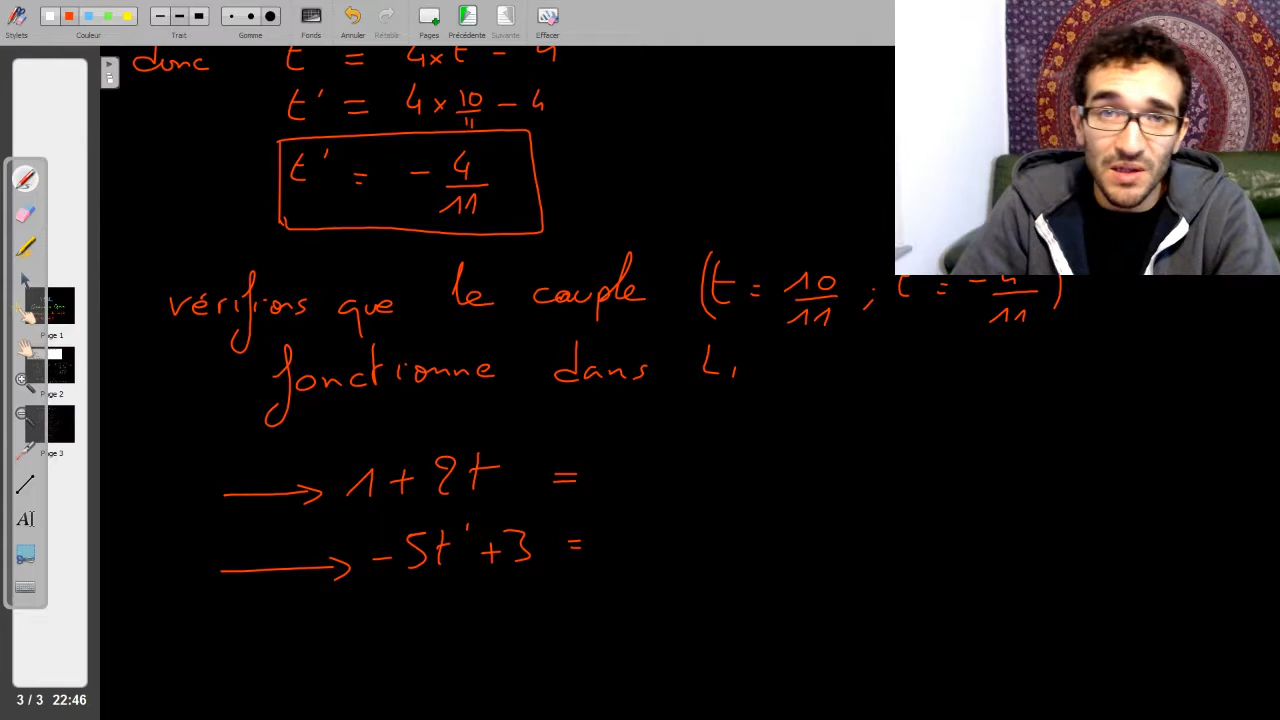 Stylets Couleur Trait Gomme Fonds Annuler Rétablir Pages Précédente Suivante Effacer
donc t' = 4×t - 4
t' = 4 × 10/11 - 4
t' = - 4/11
vérifions que le couple (t = 10/11 ; t' = -4/11)
fonctionne dans L1
→ 1 + 2t =
→ - 5t' + 3 =
Page 1
Page 2
Page 3
3 / 3 22:46